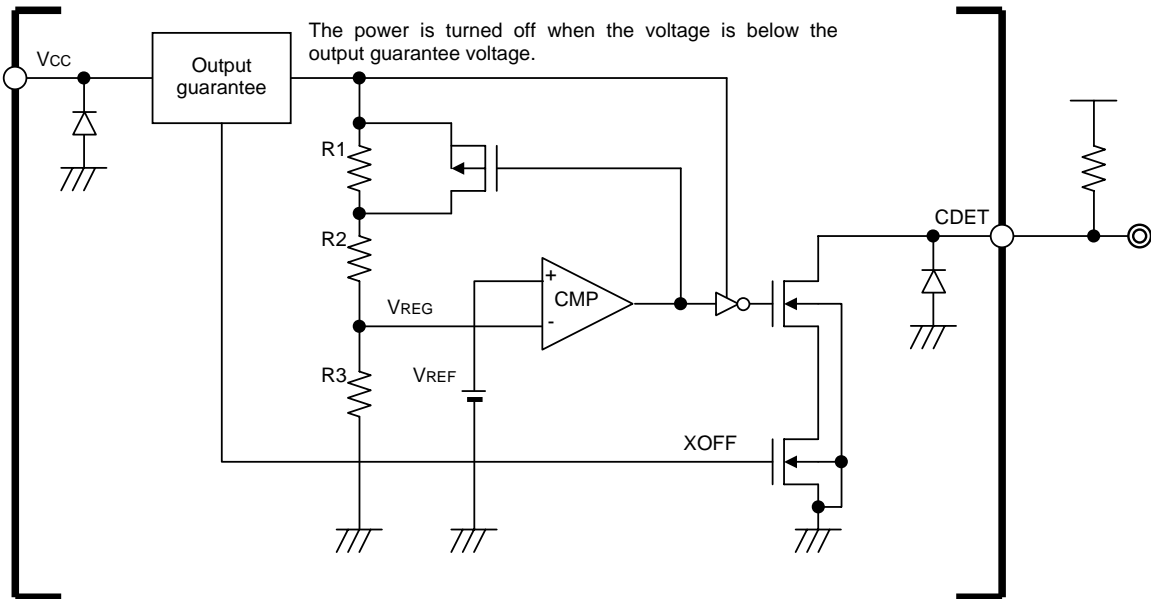 The power is turned off when the voltage is below the
output guarantee voltage.
VCC
Output
guarantee
R1
R2
CDET
+
CMP
-
VREG
R3
VREF
XOFF